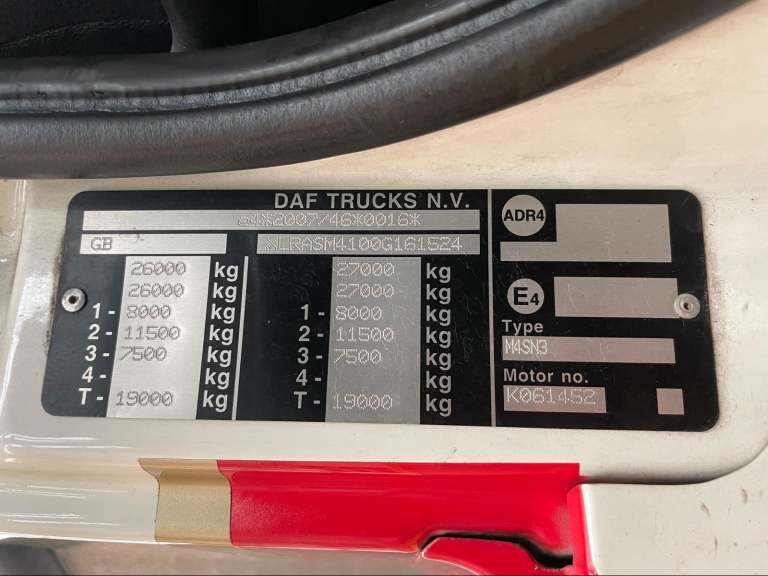 DAF TRUCKS N.V.
e4*2007/46*0016*
GB XLRASM4100G161524
26000 kg 27000 kg
26000 kg 27000 kg
1 - 8000 kg 1 - 8000 kg
2 - 11500 kg 2 - 11500 kg
3 - 7500 kg 3 - 7500 kg
4 - kg 4 - kg
T - 19000 kg T - 19000 kg
ADR4
E4
Type
M4SN3
Motor no.
K061452